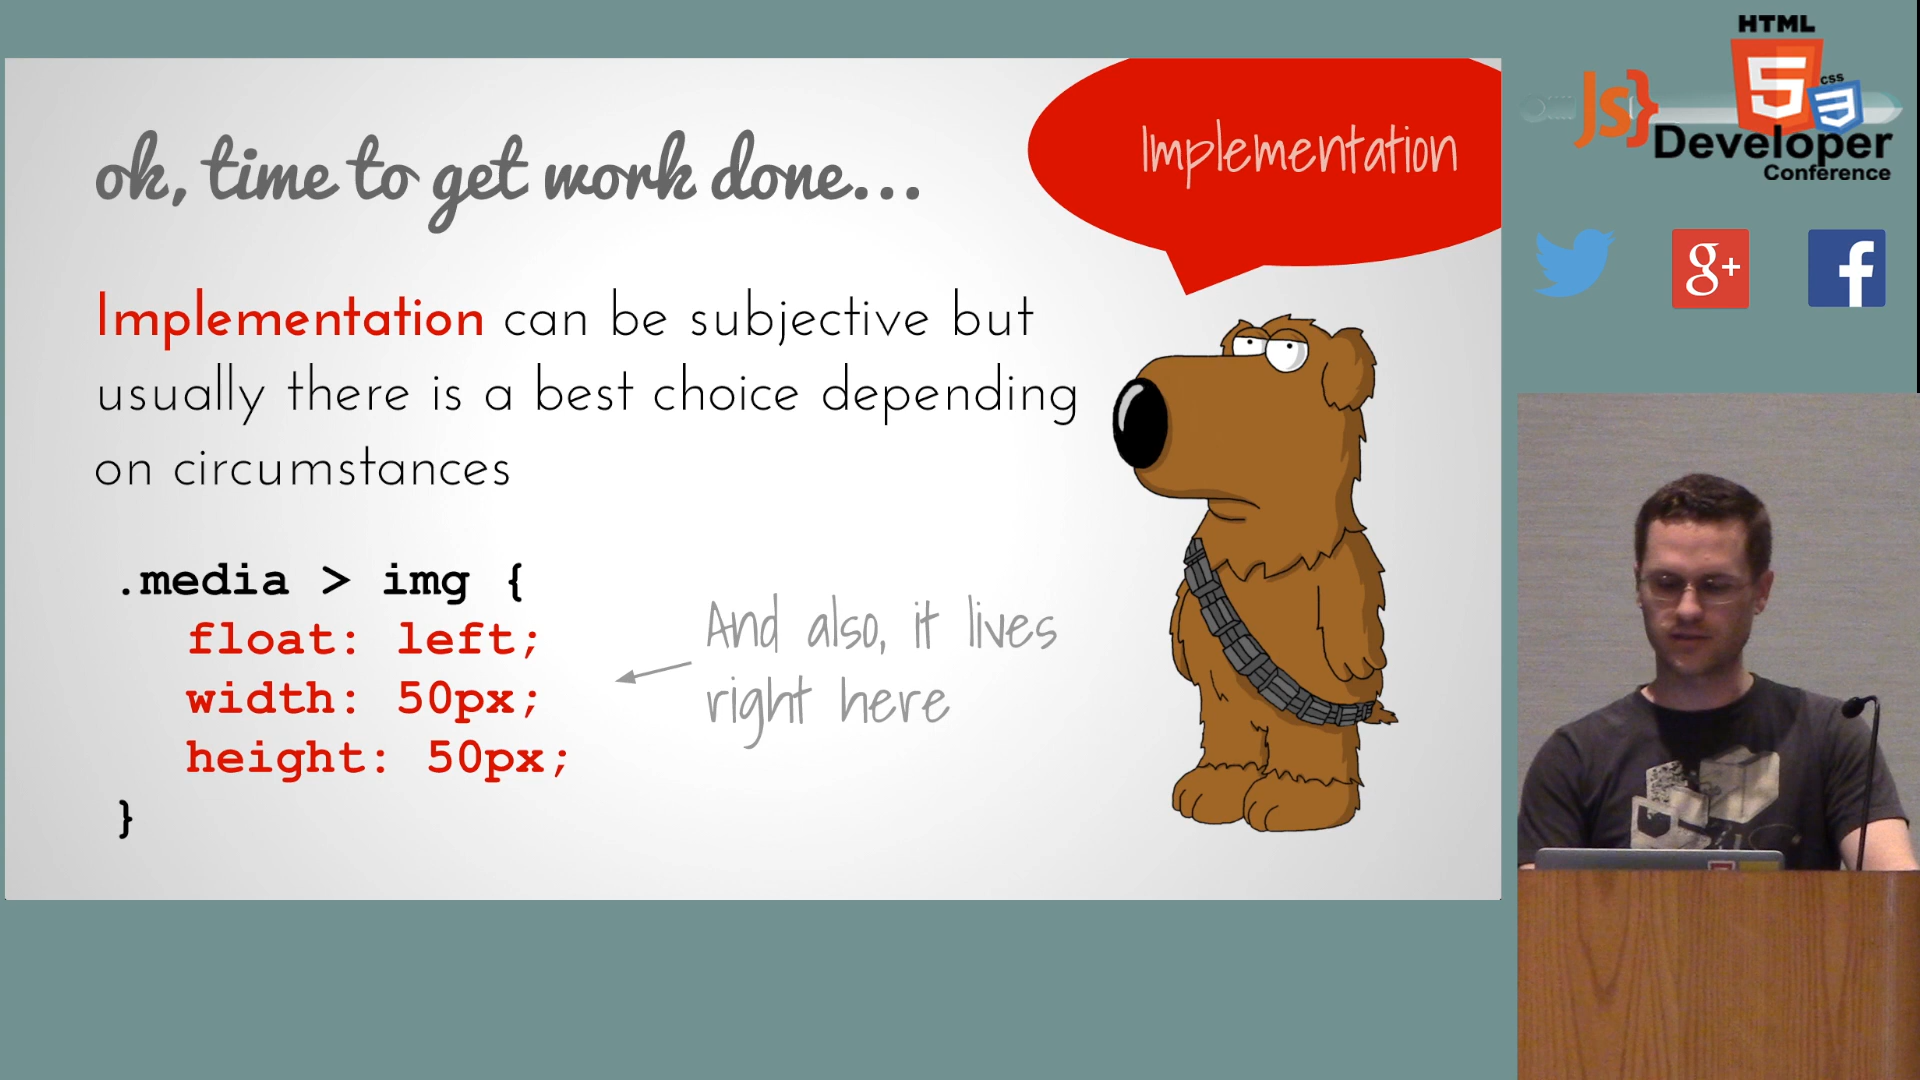 ok, time to get work done...
Implementation
Implementation can be subjective but
usually there is a best choice depending
on circumstances
.media > img {
float: left;
width: 50px;
height: 50px;
}
And also, it lives
right here
HTML
5
CSS
3
Js}
Developer
Conference
g+
f